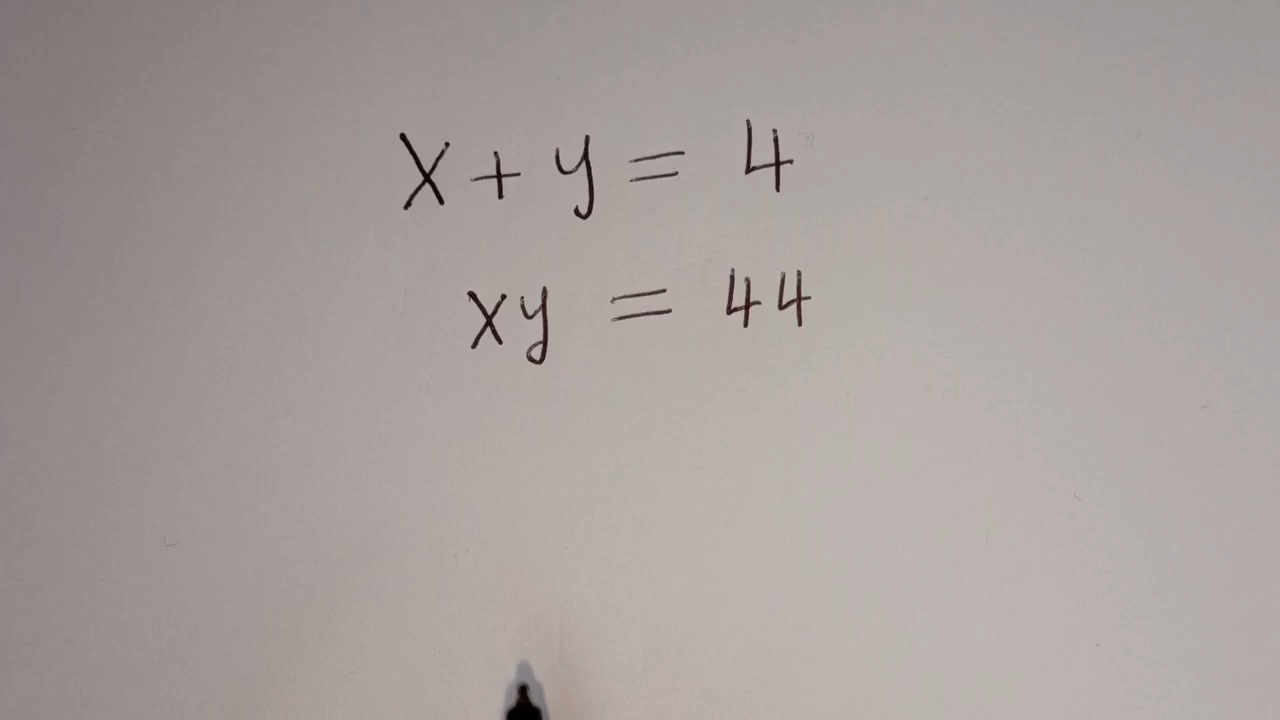 x + y = 4
xy = 44